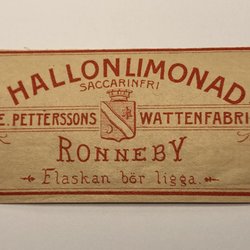 HALLONLIMONAD
SACCARINFRI
E. PETTERSSONS WATTENFABRIK
RONNEBY
Flaskan bör ligga.